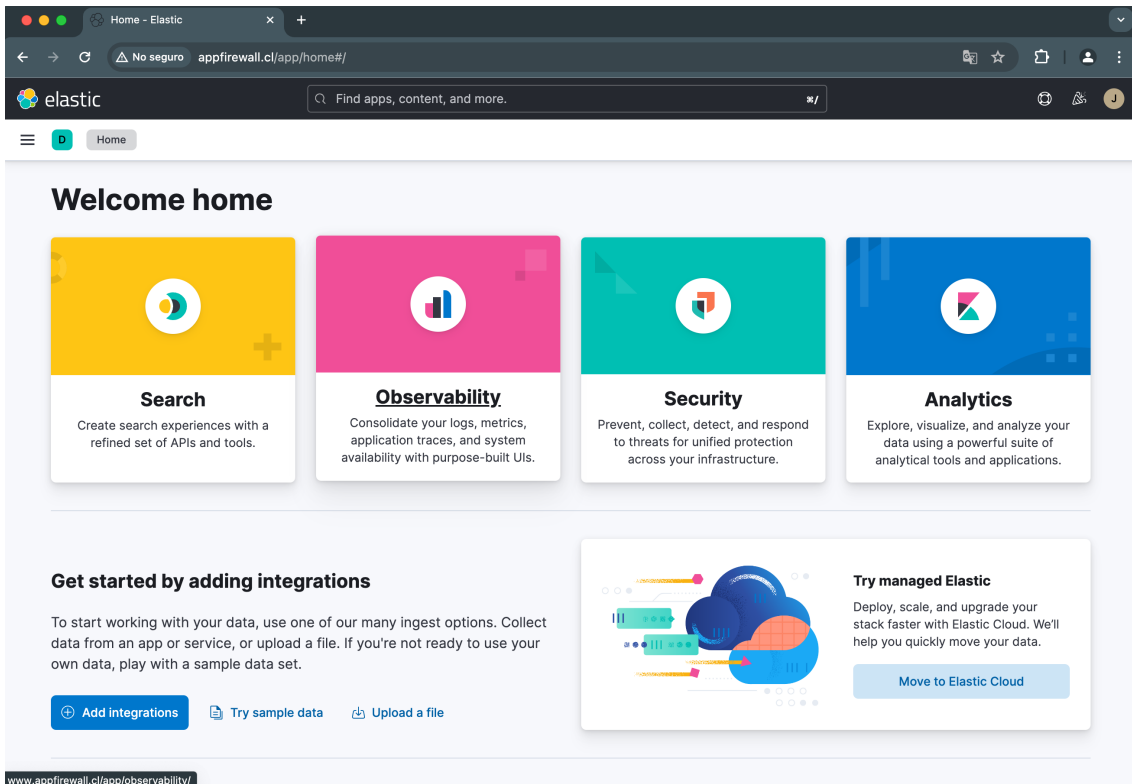 Home - Elastic
No seguro
appfirewall.cl/app/home#/
elastic
Find apps, content, and more.
⌘/
J
D
Home
Welcome home
Search
Create search experiences with a
refined set of APIs and tools.
Observability
Consolidate your logs, metrics,
application traces, and system
availability with purpose-built UIs.
Security
Prevent, collect, detect, and respond
to threats for unified protection
across your infrastructure.
Analytics
Explore, visualize, and analyze your
data using a powerful suite of
analytical tools and applications.
Get started by adding integrations
To start working with your data, use one of our many ingest options. Collect
data from an app or service, or upload a file. If you're not ready to use your
own data, play with a sample data set.
Add integrations
Try sample data
Upload a file
Try managed Elastic
Deploy, scale, and upgrade your
stack faster with Elastic Cloud. We'll
help you quickly move your data.
Move to Elastic Cloud
www.appfirewall.cl/app/observability/